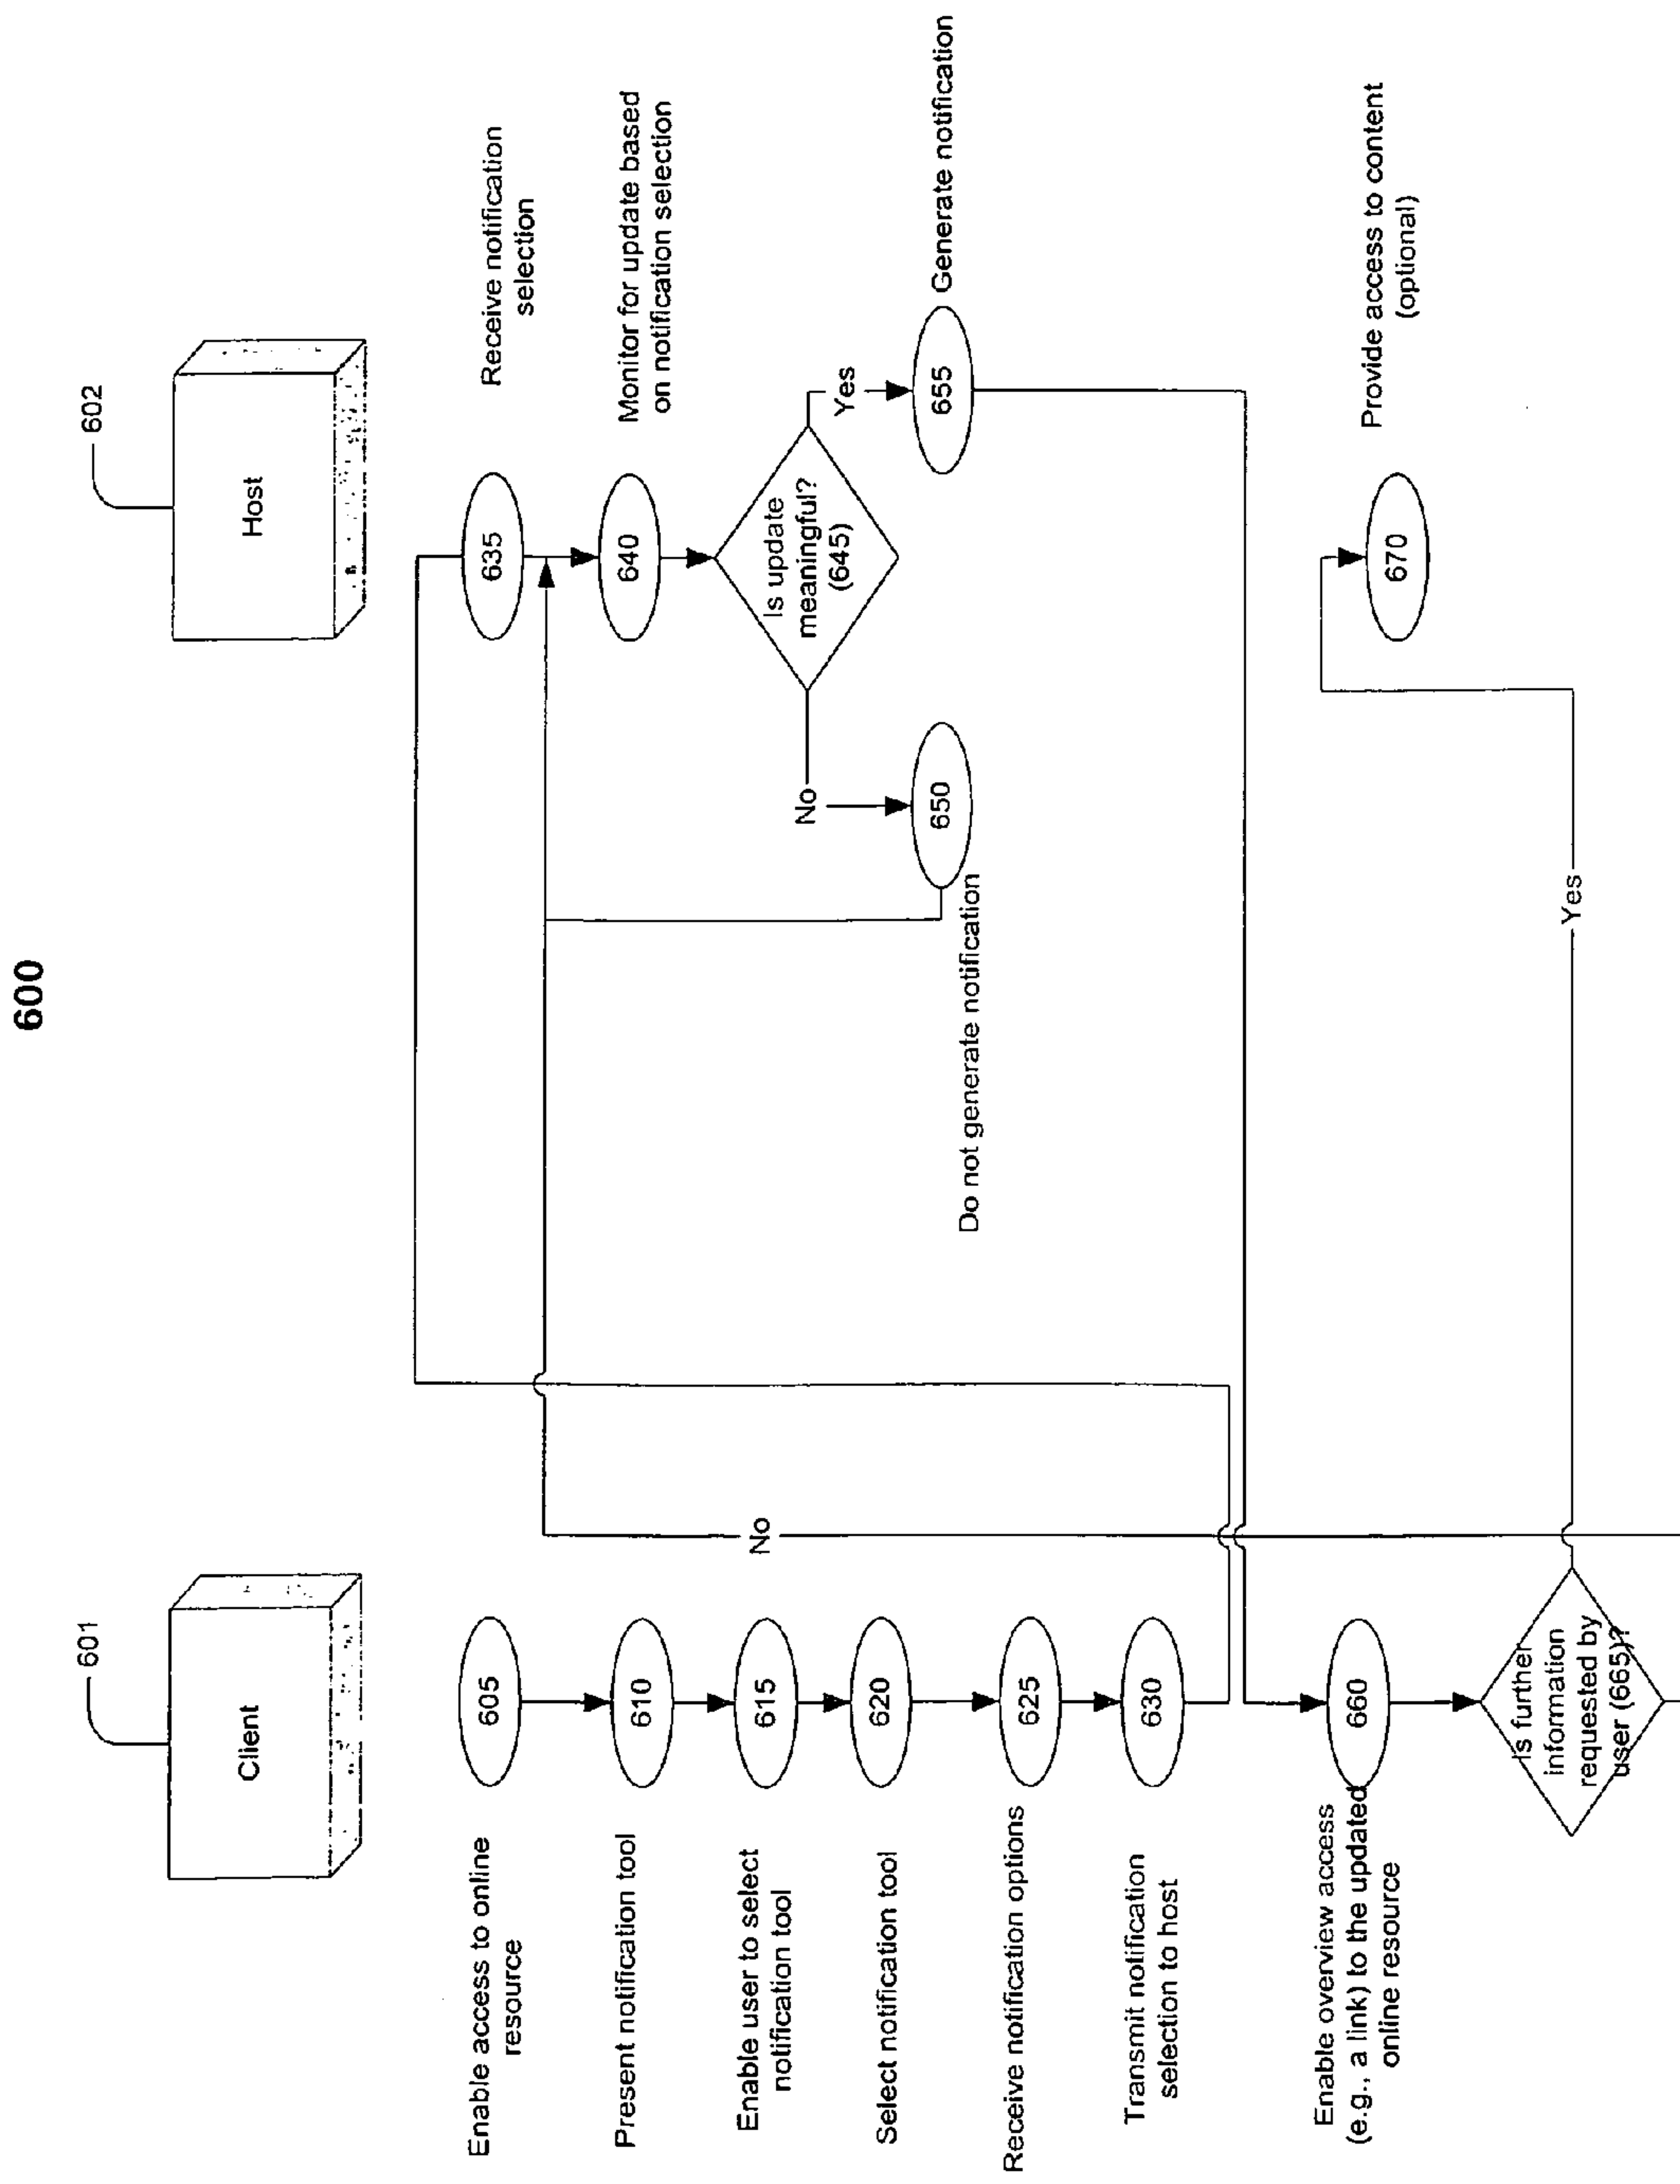 600
601
Client
602
Host
Enable access to online
resource
605
Present notification tool
610
Enable user to select
notification tool
615
Select notification tool
620
Receive notification options
625
Transmit notification
selection to host
630
635
Receive notification
selection
640
Monitor for update based
on notification selection
Is update
meaningful?
(645)
No
Yes
650
Do not generate notification
655
Generate notification
Enable overview access
(e.g., a link) to the updated
online resource
660
Is further
information
requested by
user (665)?
No
Yes
670
Provide access to content
(optional)